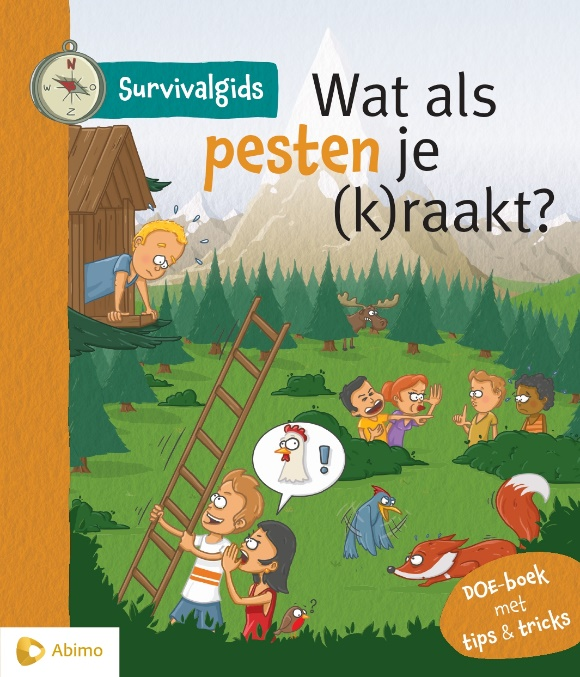 N
W
O
Z
Survivalgids
Wat als
pesten je
(k)raakt?
!
?
DOE-boek
met
tips & tricks
Abimo